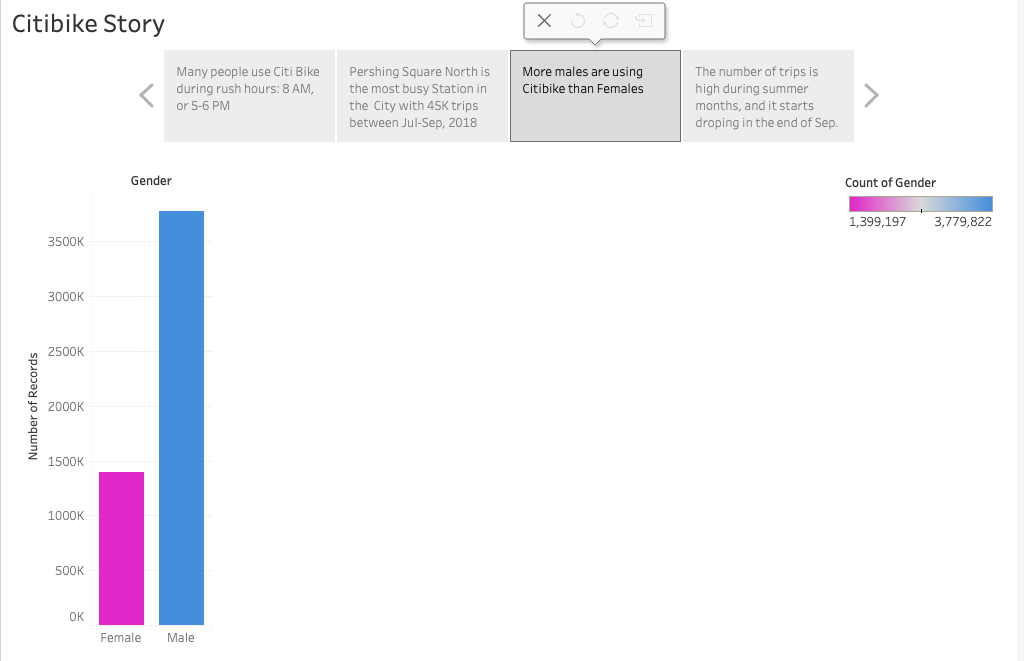 Citibike Story
Many people use Citi Bike
during rush hours: 8 AM,
or 5-6 PM
Pershing Square North is
the most busy Station in
the City with 45K trips
between Jul-Sep, 2018
More males are using
Citibike than Females
The number of trips is
high during summer
months, and it starts
droping in the end of Sep.
Gender
Count of Gender
1,399,197
3,779,822
Number of Records
3500K
3000K
2500K
2000K
1500K
1000K
500K
0K
Female
Male